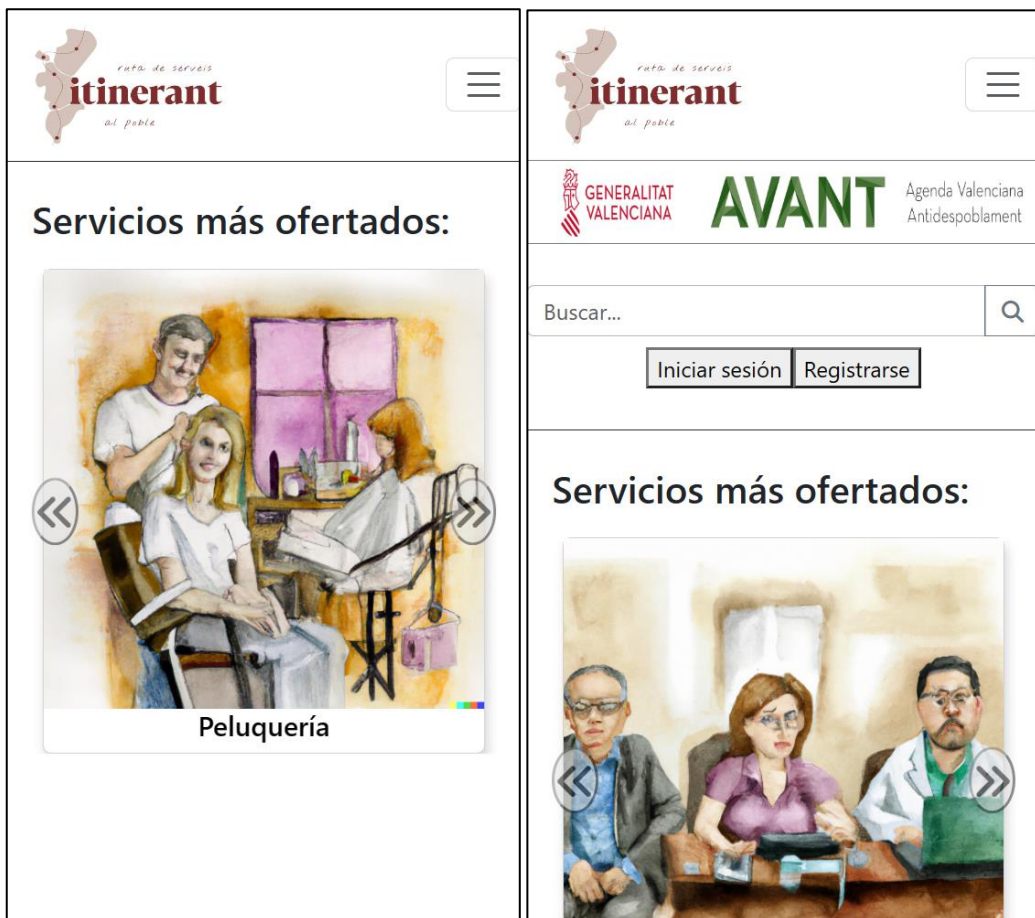 ruta de serveis
itinerant
al poble
Servicios más ofertados:
Peluquería
ruta de serveis
itinerant
al poble
GENERALITAT
VALENCIANA
AVANT
Agenda Valenciana
Antidespoblament
Buscar...
Iniciar sesión Registrarse
Servicios más ofertados: